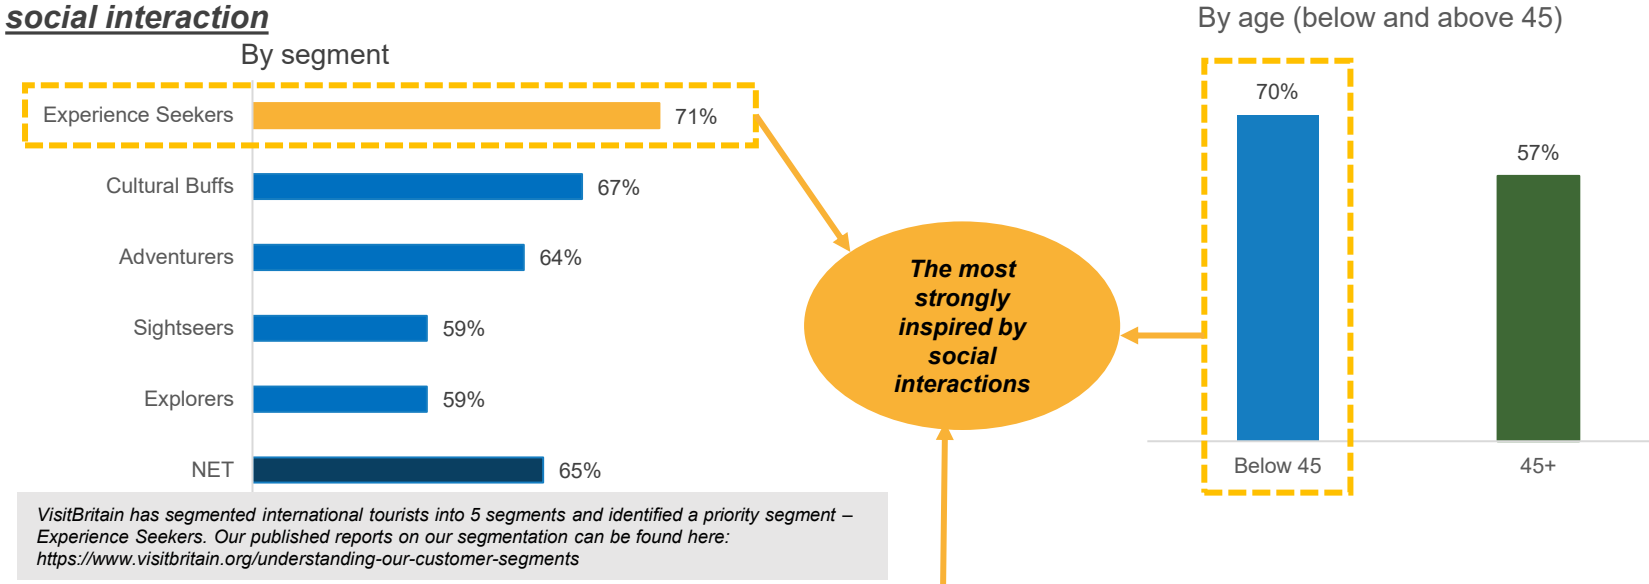 social interaction
By segment
Experience Seekers
71%
Cultural Buffs
67%
Adventurers
64%
Sightseers
59%
Explorers
59%
NET
65%
VisitBritain has segmented international tourists into 5 segments and identified a priority segment –
Experience Seekers. Our published reports on our segmentation can be found here:
https://www.visitbritain.org/understanding-our-customer-segments
The most
strongly
inspired by
social
interactions
By age (below and above 45)
70%
57%
Below 45
45+